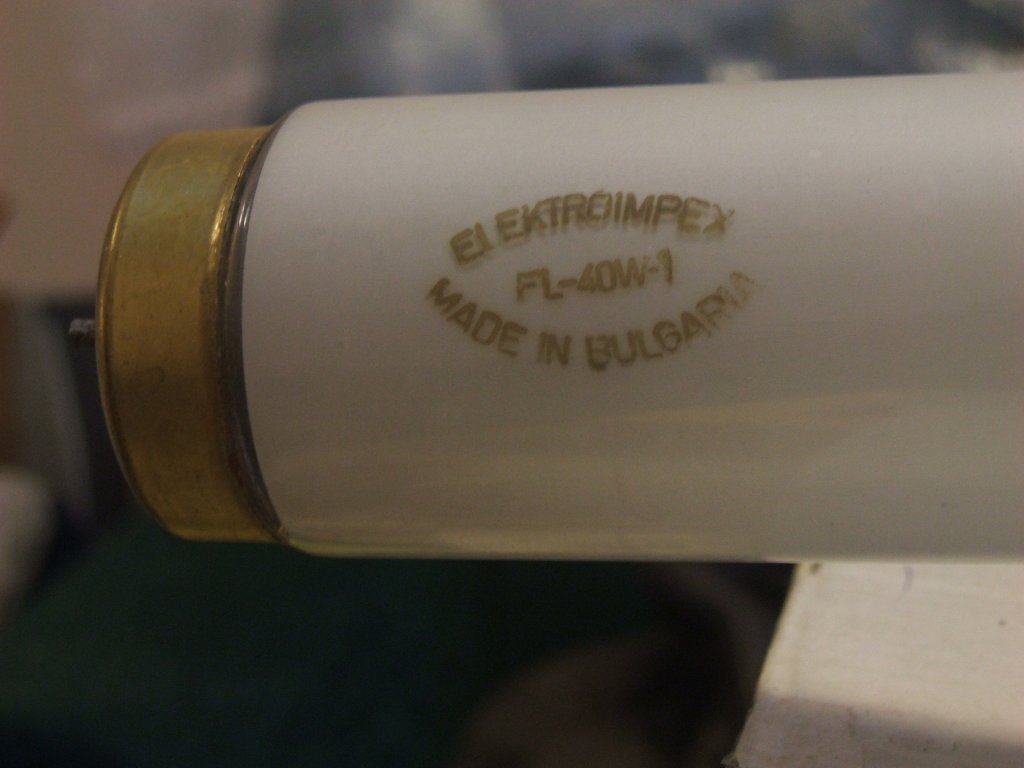 ELEKTROIMPEX
FL-40W-1
MADE IN BULGARIA